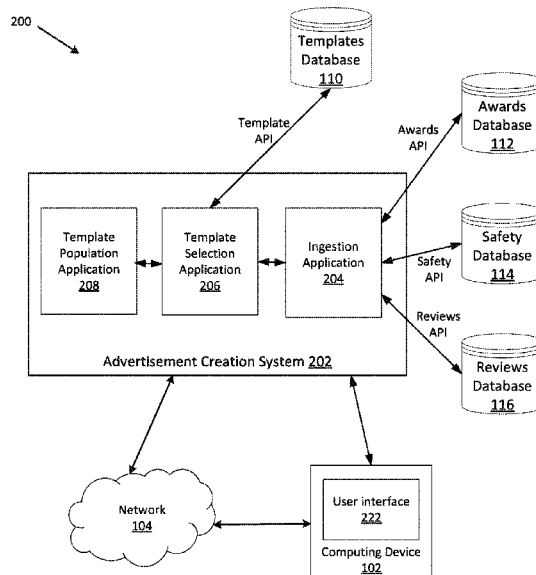 200
Templates
Database
110
Template
API
Awards
API
Awards
Database
112
Template
Population
Application
208
Template
Selection
Application
206
Ingestion
Application
204
Safety
API
Safety
Database
114
Reviews
API
Reviews
Database
116
Advertisement Creation System 202
Network
104
User interface
222
Computing Device
102